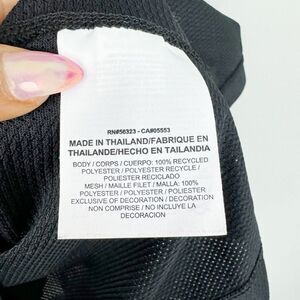 RN#56323 - CA#05553
MADE IN THAILAND/FABRIQUE EN
THAILANDE/HECHO EN TAILANDIA
BODY / CORPS / CUERPO: 100% RECYCLED
POLYESTER / POLYESTER RECYCLE /
POLIESTER RECICLADO
MESH / MAILLE FILET / MALLA: 100%
POLYESTER / POLYESTER / POLIESTER
EXCLUSIVE OF DECORATION / DECORATION
NON COMPRISE / NO INCLUYE LA
DECORACION